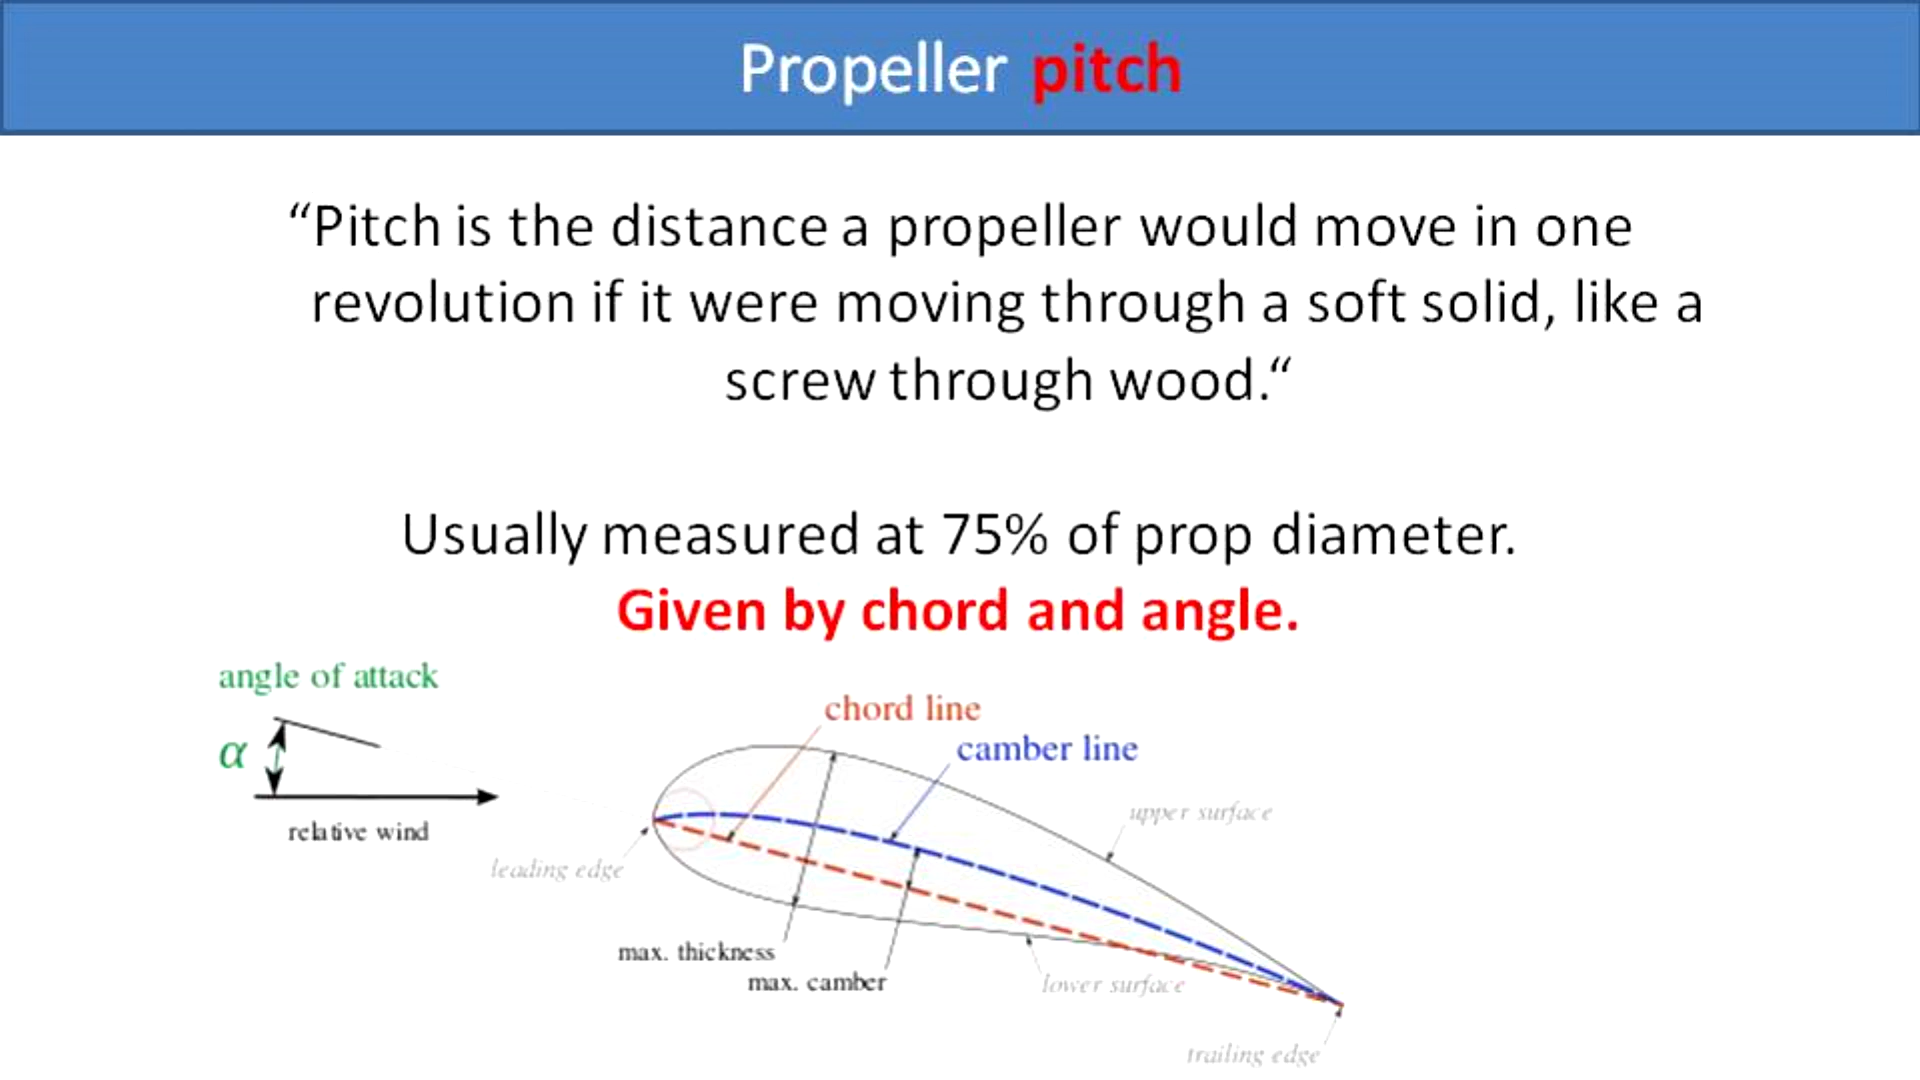 Propeller pitch
“Pitch is the distance a propeller would move in one
revolution if it were moving through a soft solid, like a
screw through wood.“
Usually measured at 75% of prop diameter.
Given by chord and angle.
angle of attack
α
relative wind
chord line
camber line
upper surface
leading edge
max. thickness
max. camber
lower surface
trailing edge